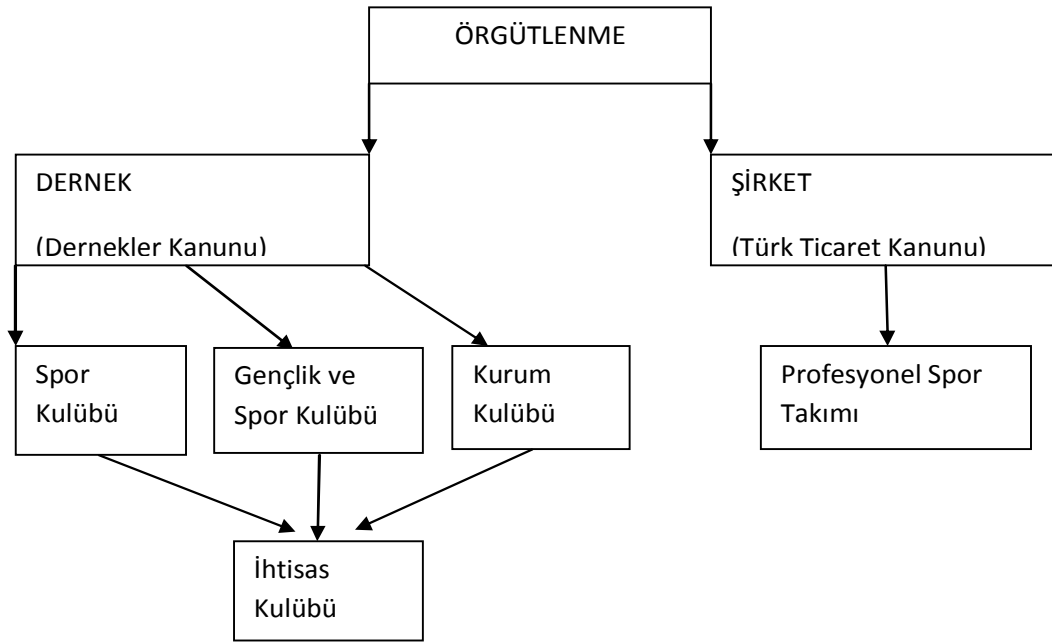 ÖRGÜTLENME
DERNEK
(Dernekler Kanunu)
ŞİRKET
(Türk Ticaret Kanunu)
Spor
Kulübü
Gençlik ve
Spor Kulübü
Kurum
Kulübü
Profesyonel Spor
Takımı
İhtisas
Kulübü